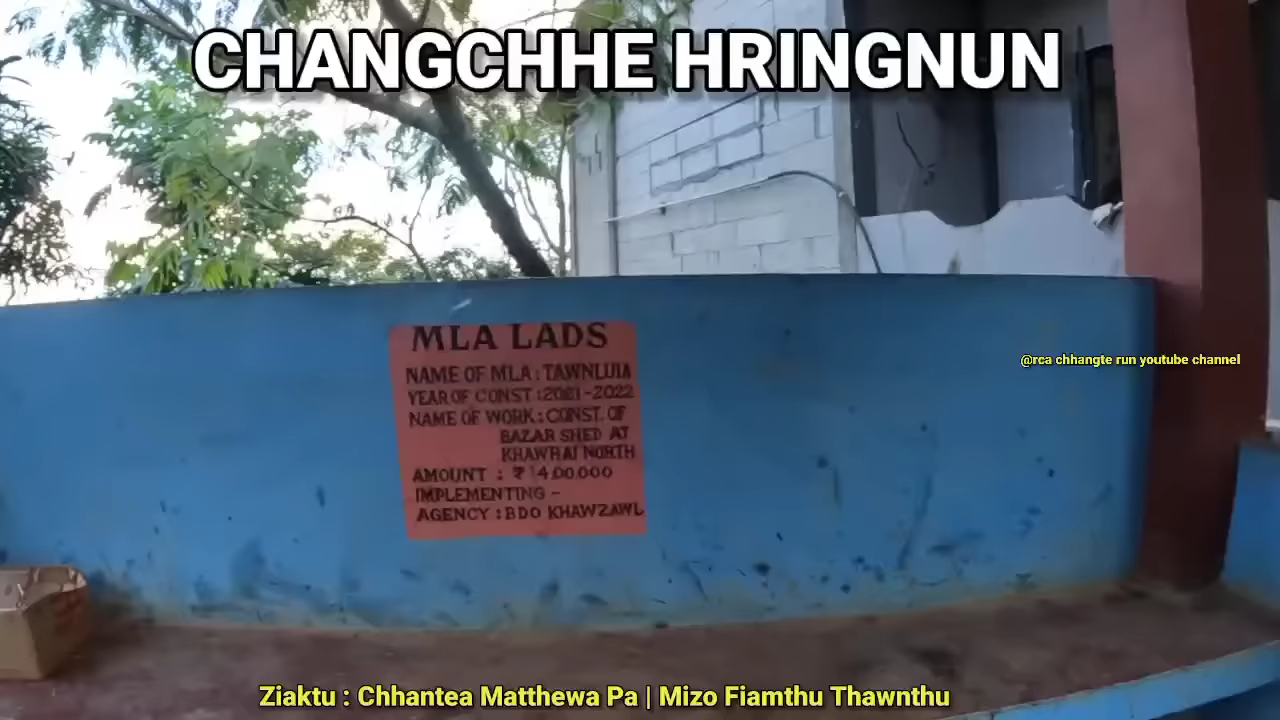 CHANGCHHE HRINGNUN
MLA LADS
NAME OF MLA : TAWNLUIA
YEAR OF CONST : 2021-2022
NAME OF WORK : CONST. OF
BAZAR SHED AT
KHAWHAI NORTH
AMOUNT : ₹ 4,00,000
IMPLEMENTING -
AGENCY : BDO KHAWZAWL
@rca chhangte run youtube channel
Ziaktu : Chhantea Matthewa Pa | Mizo Fiamthu Thawnthu